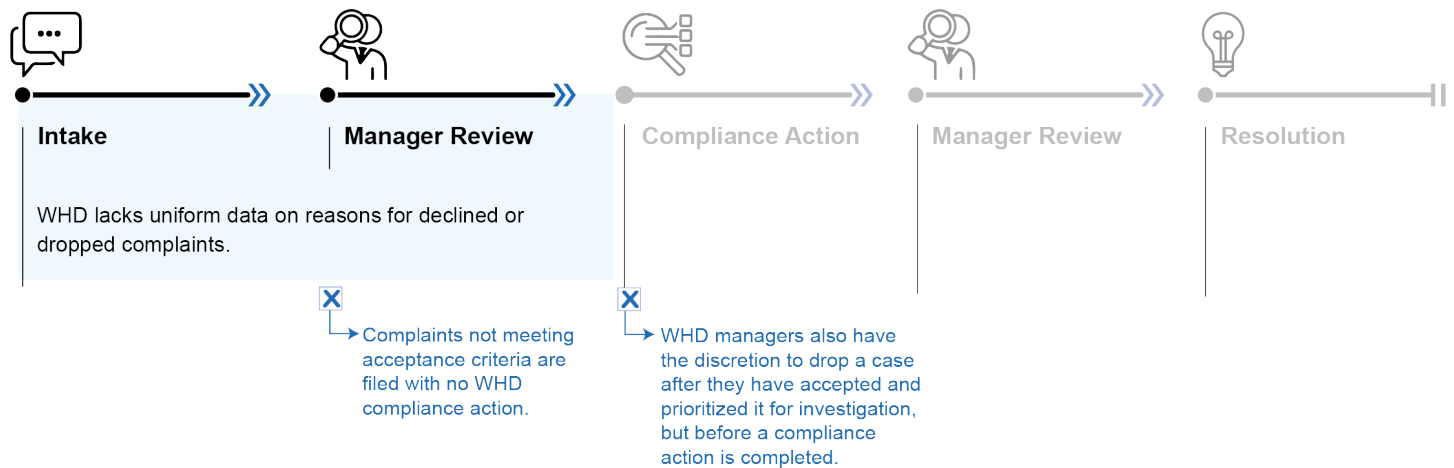 Intake
Manager Review
Compliance Action
Manager Review
Resolution
WHD lacks uniform data on reasons for declined or
dropped complaints.
Complaints not meeting
acceptance criteria are
filed with no WHD
compliance action.
WHD managers also have
the discretion to drop a case
after they have accepted and
prioritized it for investigation,
but before a compliance
action is completed.